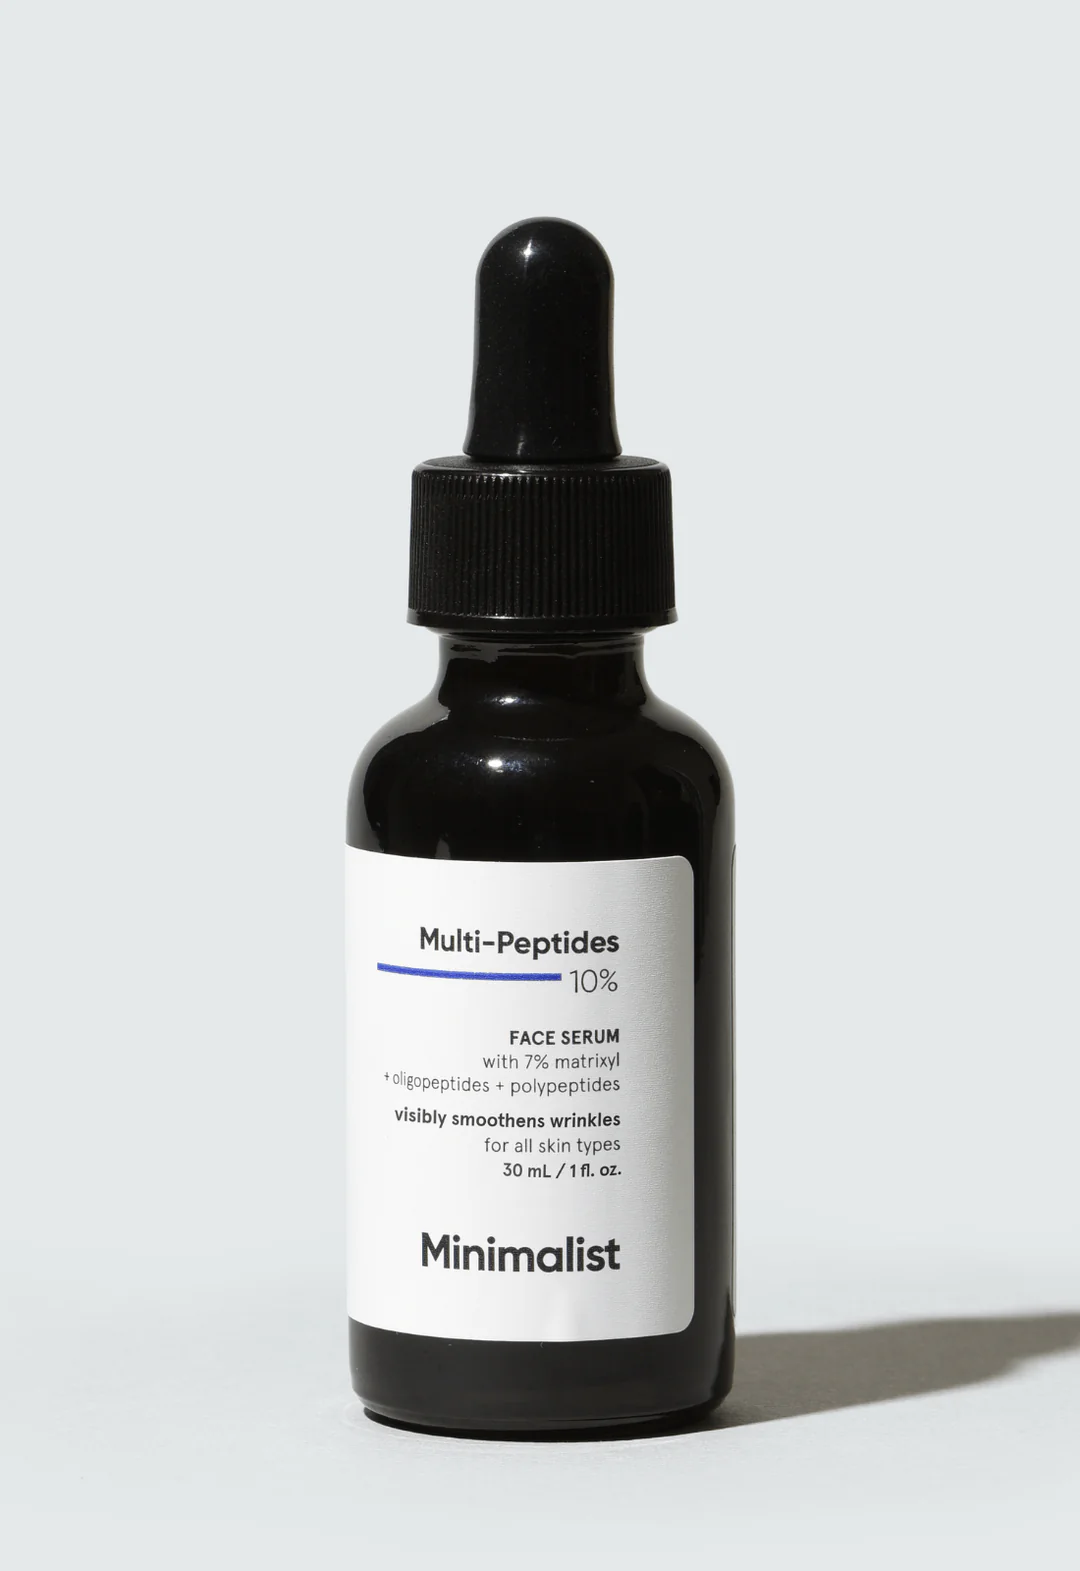 Multi-Peptides
10%
FACE SERUM
with 7% matrixyl
+ oligopeptides + polypeptides
visibly smoothens wrinkles
for all skin types
30 mL / 1 fl. oz.
Minimalist